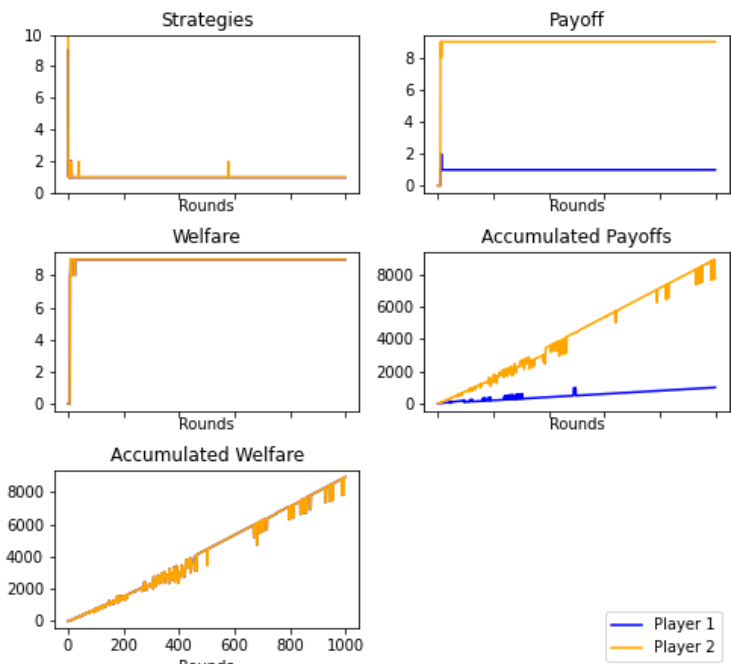 Strategies
10
8
6
4
2
0
Rounds
Payoff
8
6
4
2
0
Rounds
Welfare
8
6
4
2
0
Rounds
Accumulated Payoffs
8000
6000
4000
2000
0
Rounds
Accumulated Welfare
8000
6000
4000
2000
0
0 200 400 600 800 1000
Rounds
Player 1
Player 2